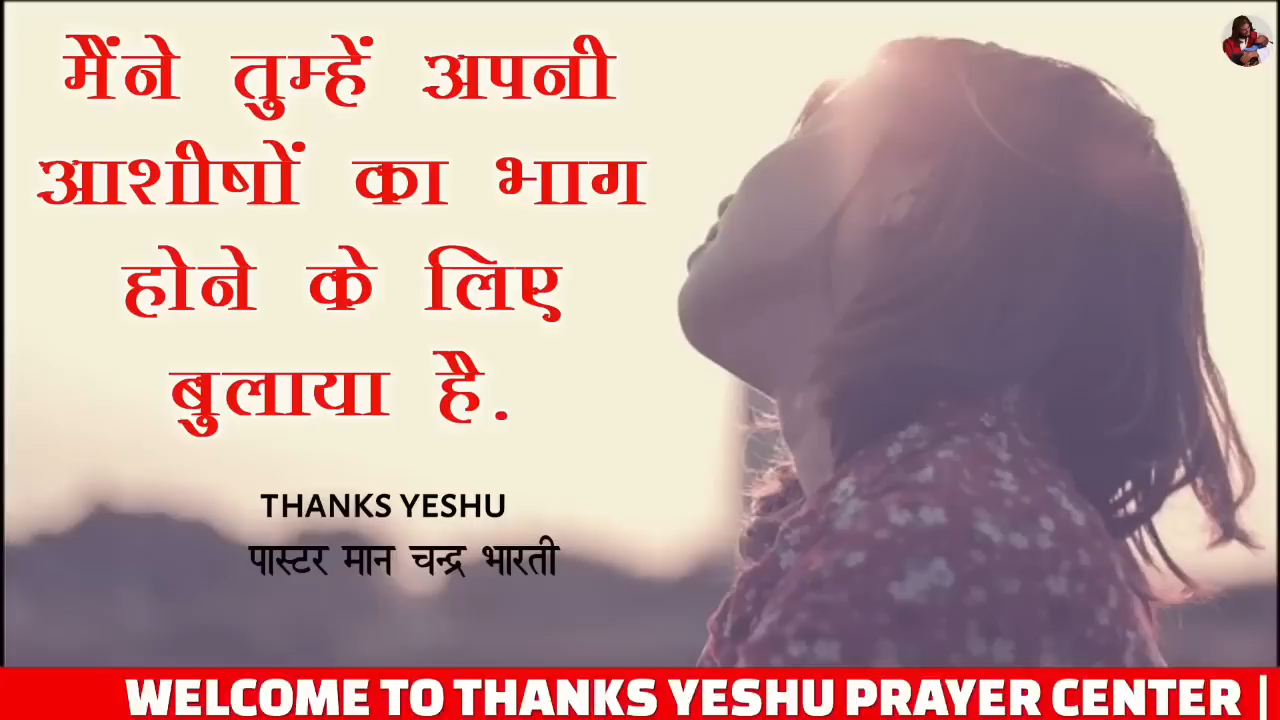 मैंने तुम्हें अपनी
आशीषों का भाग
होने के लिए
बुलाया है.
THANKS YESHU
पास्टर मान चन्द्र भारती
WELCOME TO THANKS YESHU PRAYER CENTER |